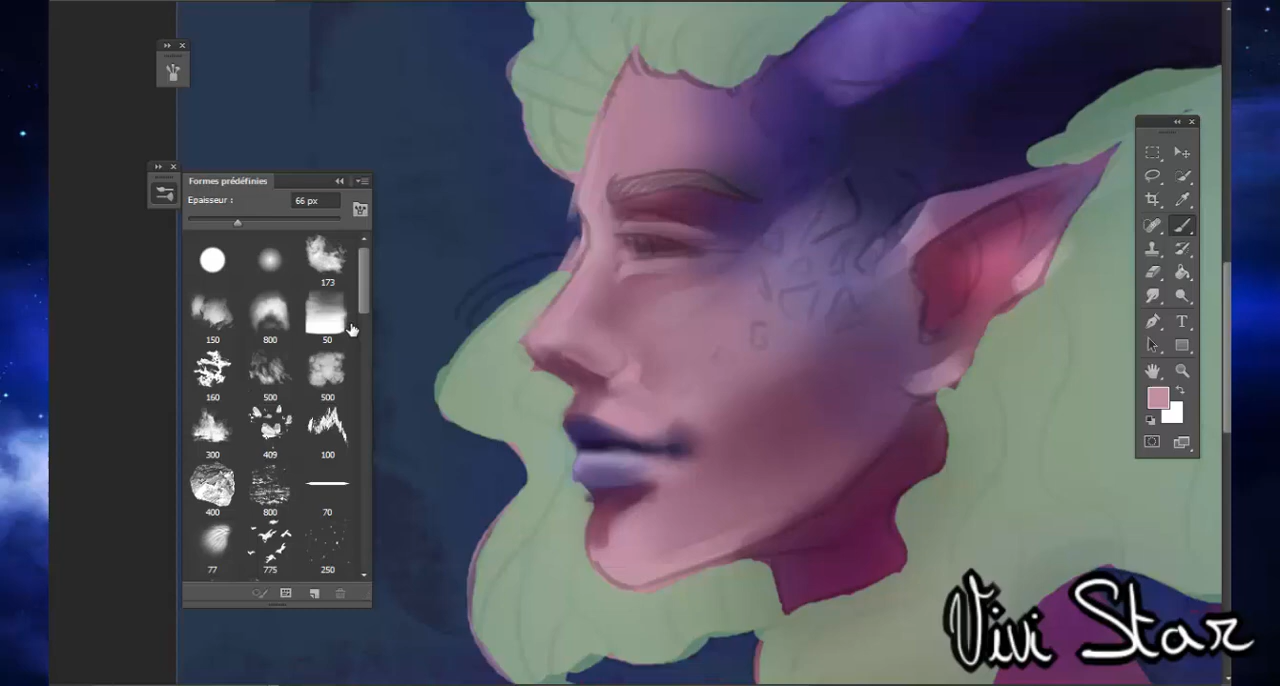 Formes prédéfinies
Epaisseur : 66 px
173
150 800 50
160 500 500
300 409 100
400 800 70
77 775 250
T
Vivi Star